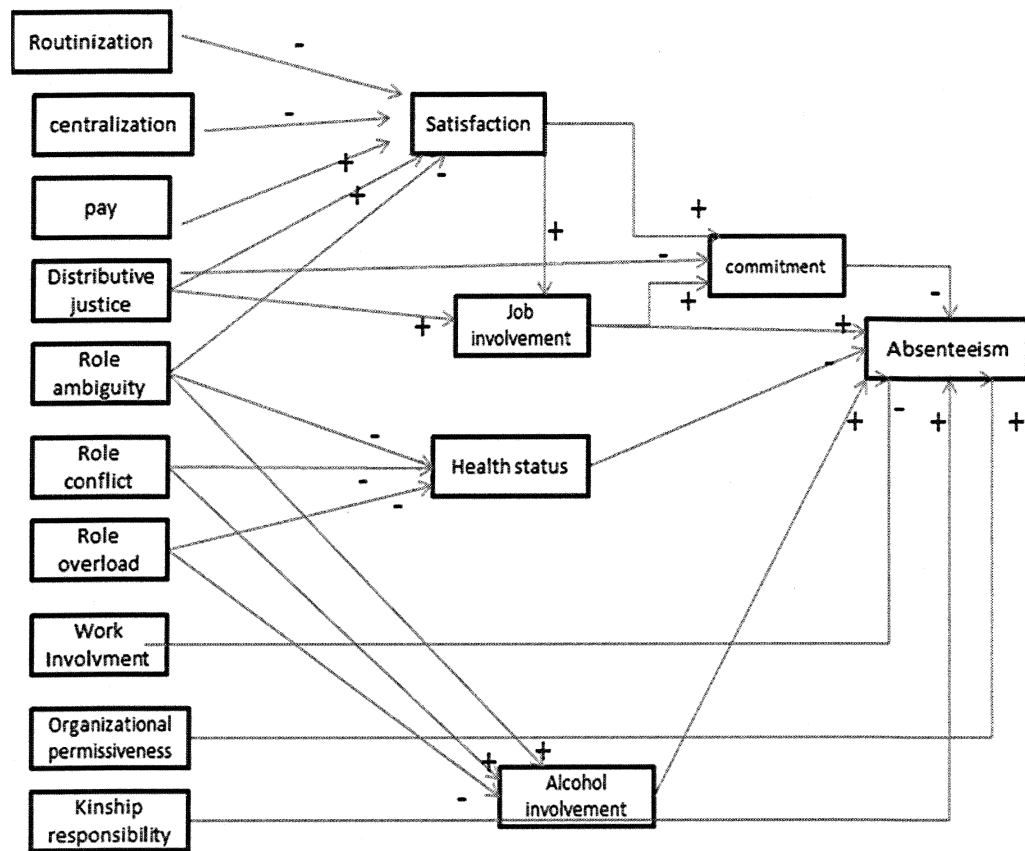 Routinization
-
centralization
-
Satisfaction
pay
+
+
-
+
+
Distributive
justice
-
commitment
+
Job
involvement
+
+
-
-
Absenteeism
Role
ambiguity
-
+
-
+
+
Role
conflict
-
-
Health status
Role
overload
Work
Involvment
Organizational
permissiveness
+
+
-
Alcohol
involvement
Kinship
responsibility